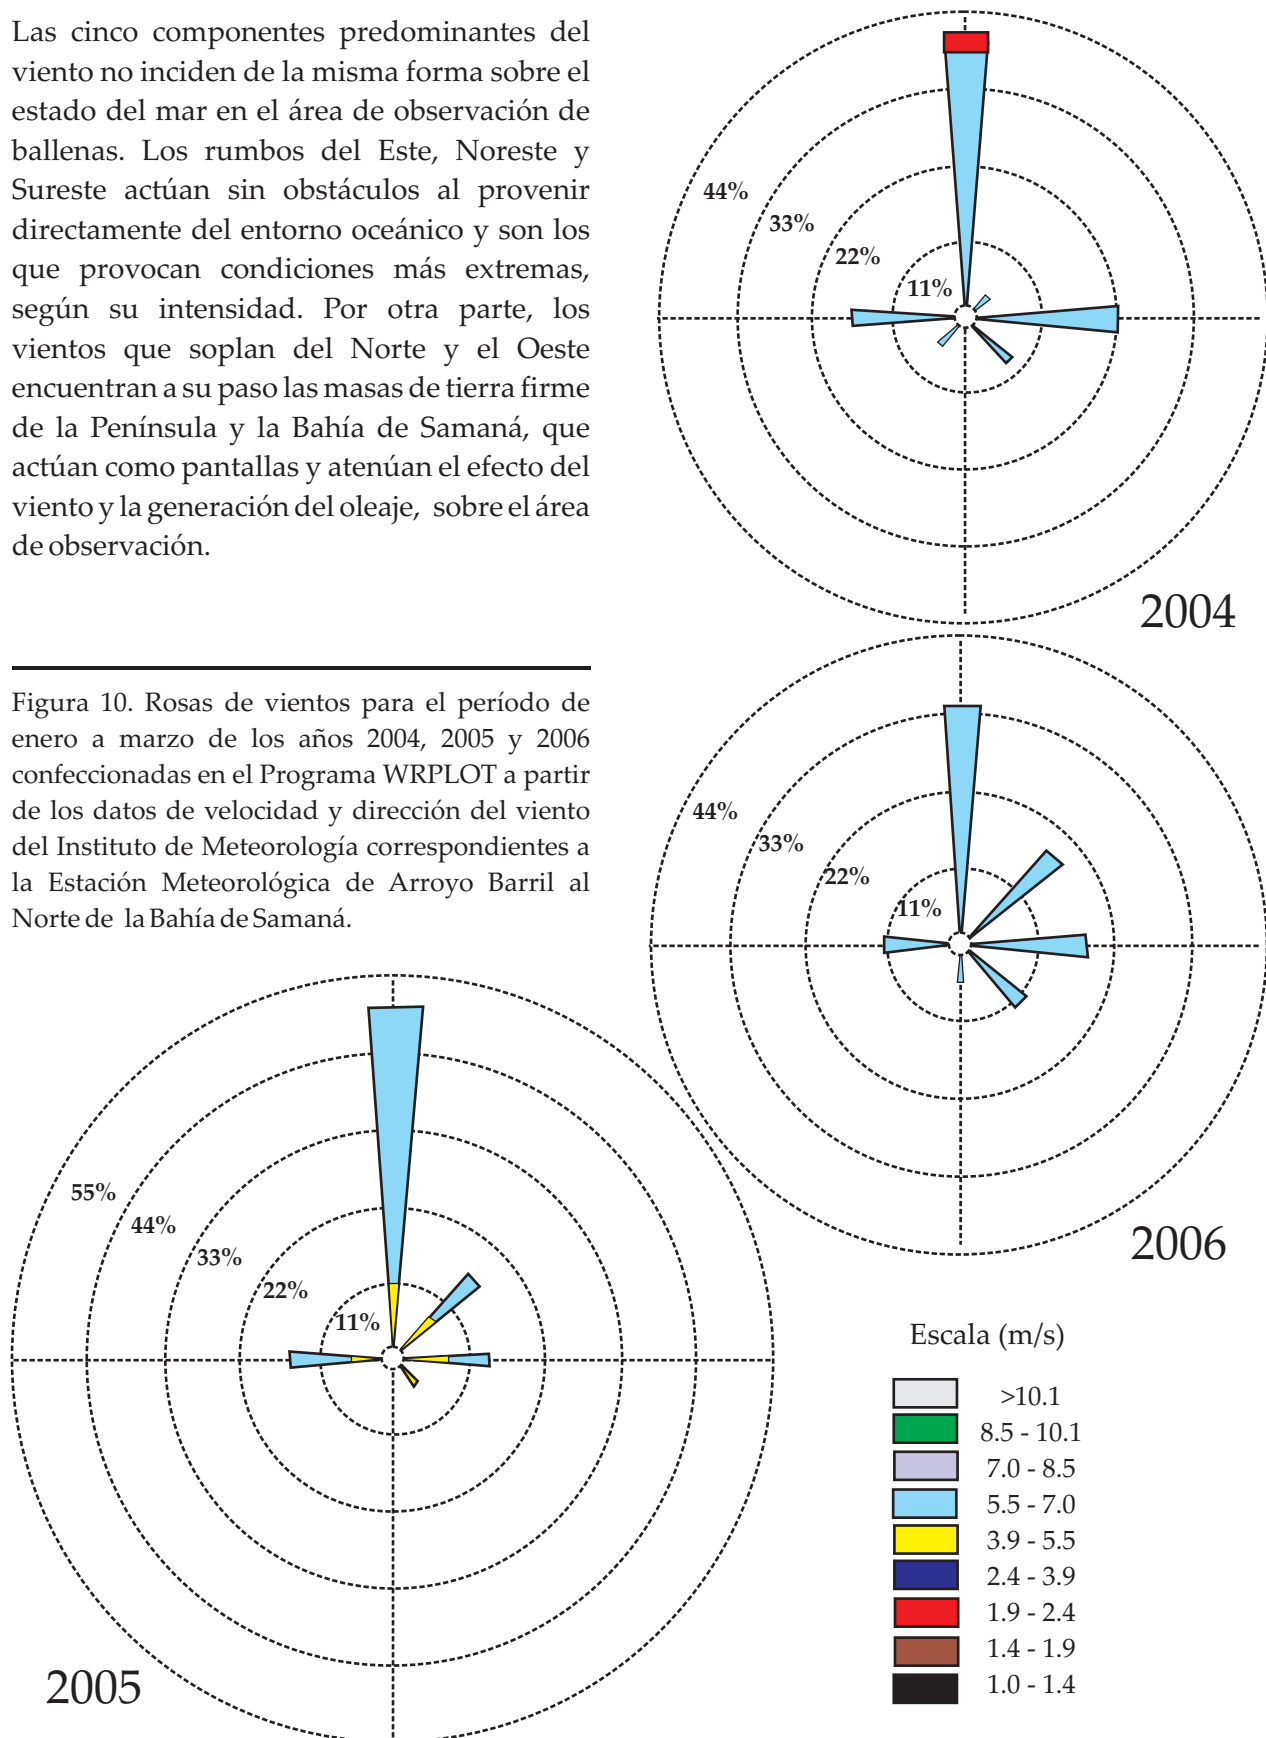 Las cinco componentes predominantes del
viento no inciden de la misma forma sobre el
estado del mar en el área de observación de
ballenas. Los rumbos del Este, Noreste y
Sureste actúan sin obstáculos al provenir
directamente del entorno oceánico y son los
que provocan condiciones más extremas,
según su intensidad. Por otra parte, los
vientos que soplan del Norte y el Oeste
encuentran a su paso las masas de tierra firme
de la Península y la Bahía de Samaná, que
actúan como pantallas y atenúan el efecto del
viento y la generación del oleaje, sobre el área
de observación.
44%
33%
22%
11%
2004
Figura 10. Rosas de vientos para el período de
enero a marzo de los años 2004, 2005 y 2006
confeccionadas en el Programa WRPLOT a partir
de los datos de velocidad y dirección del viento
del Instituto de Meteorología correspondientes a
la Estación Meteorológica de Arroyo Barril al
Norte de la Bahía de Samaná.
44%
33%
22%
11%
2006
55%
44%
33%
22%
11%
2005
Escala (m/s)
>10.1
8.5 - 10.1
7.0 - 8.5
5.5 - 7.0
3.9 - 5.5
2.4 - 3.9
1.9 - 2.4
1.4 - 1.9
1.0 - 1.4